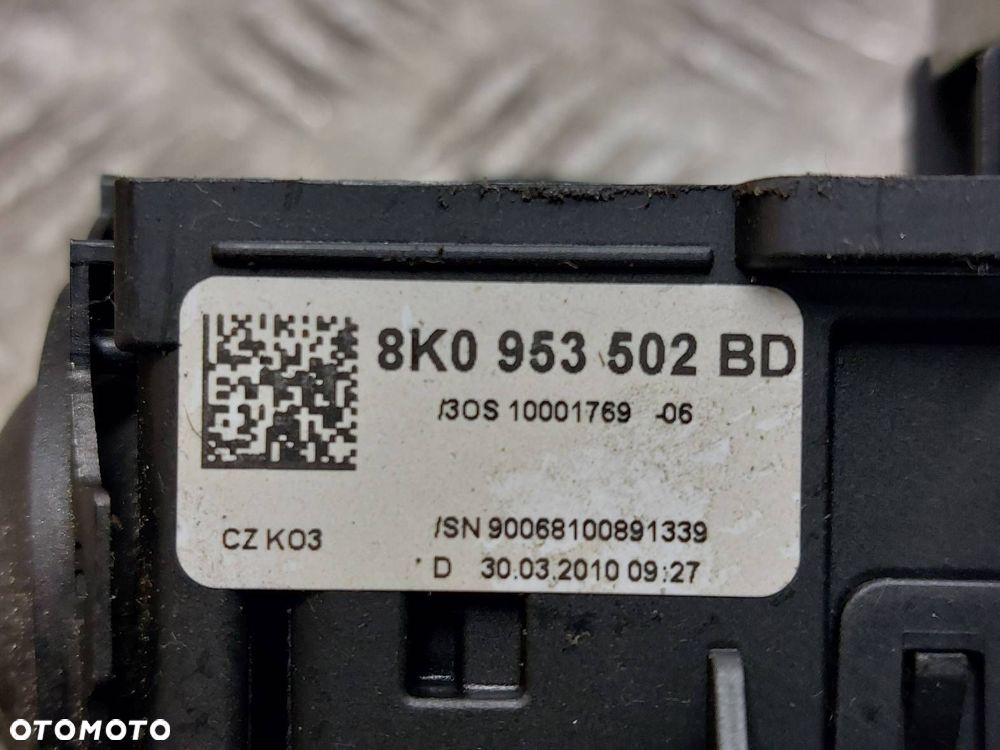 8K0 953 502 BD
/3OS 10001769 -06
CZ K03
/SN 90068100891339
D 30.03.2010 09:27
OTOMOTO